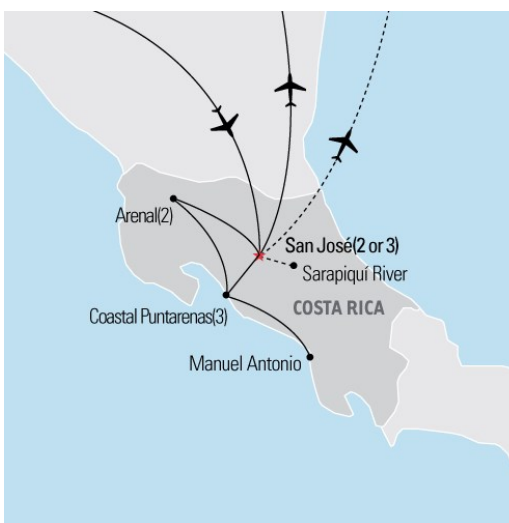 Arenal(2)
San José(2 or 3)
Sarapiquí River
COSTA RICA
Coastal Puntarenas(3)
Manuel Antonio